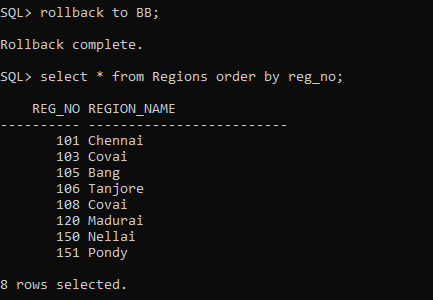 SQL> rollback to BB;
Rollback complete.
SQL> select * from Regions order by reg_no;
    REG_NO REGION_NAME
---------- -------------------------
       101 Chennai
       103 Covai
       105 Bang
       106 Tanjore
       108 Covai
       120 Madurai
       150 Nellai
       151 Pondy
8 rows selected.